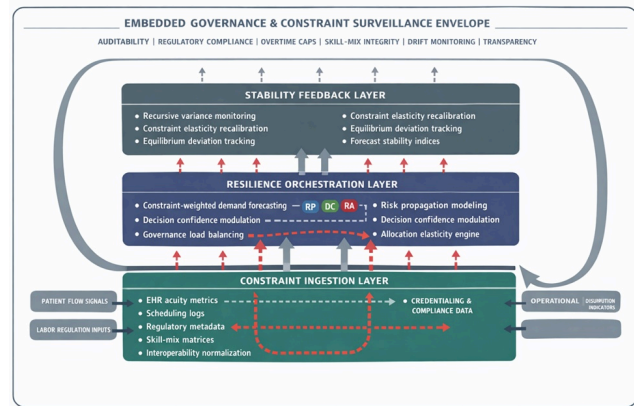 EMBEDDED GOVERNANCE & CONSTRAINT SURVEILLANCE ENVELOPE
AUDITABILITY | REGULATORY COMPLIANCE | OVERTIME CAPS | SKILL-MIX INTEGRITY | DRIFT MONITORING | TRANSPARENCY
STABILITY FEEDBACK LAYER
• Recursive variance monitoring
• Constraint elasticity recalibration
• Equilibrium deviation tracking
• Constraint elasticity recalibration
• Equilibrium deviation tracking
• Forecast stability indices
RESILIENCE ORCHESTRATION LAYER
• Constraint-weighted demand forecasting
RP DC RA
• Decision confidence modulation
• Governance load balancing
• Risk propagation modeling
• Decision confidence modulation
• Allocation elasticity engine
CONSTRAINT INGESTION LAYER
PATIENT FLOW SIGNALS
LABOR REGULATION INPUTS
• EHR acuity metrics
• Scheduling logs
• Regulatory metadata
• Skill-mix matrices
• Interoperability normalization
• CREDENTIALING &
COMPLIANCE DATA
OPERATIONAL
INDICATORS